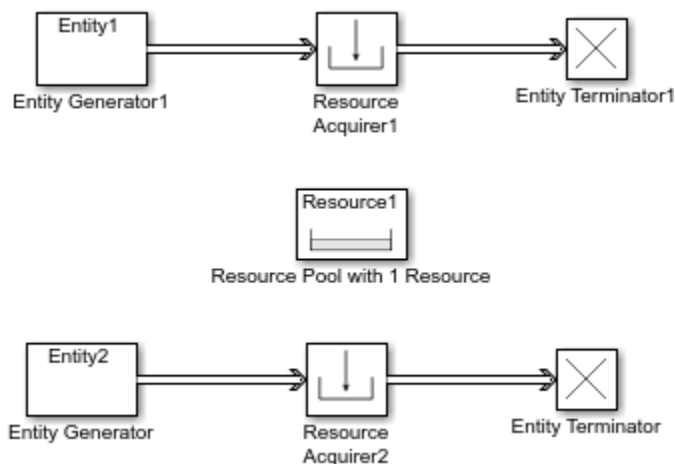 Entity1
Entity Generator1
Resource
Acquirer1
Entity Terminator1
Resource1
Resource Pool with 1 Resource
Entity2
Entity Generator
Resource
Acquirer2
Entity Terminator